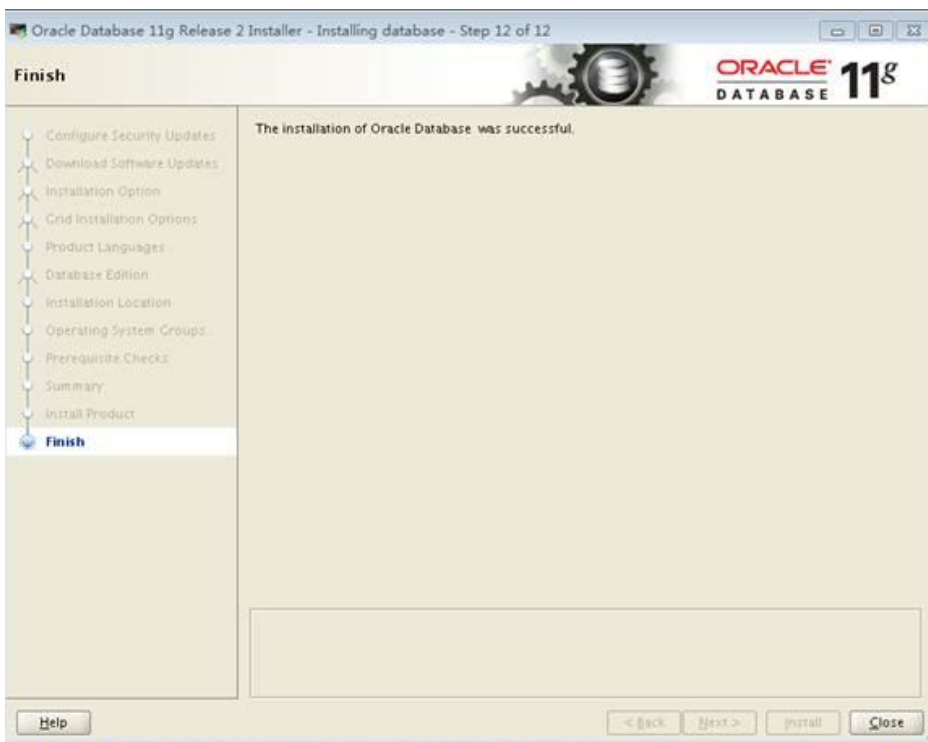 Oracle Database 11g Release 2 Installer - Installing database - Step 12 of 12
Finish
ORACLE
DATABASE
11g
Configure Security Updates
Download Software Updates
Installation Option
Grid Installation Options
Product Languages
Database Edition
Installation Location
Operating System Groups
Prerequisite Checks
Summary
Install Product
Finish
The installation of Oracle Database was successful.
Help
< Back
Next >
Install
Close